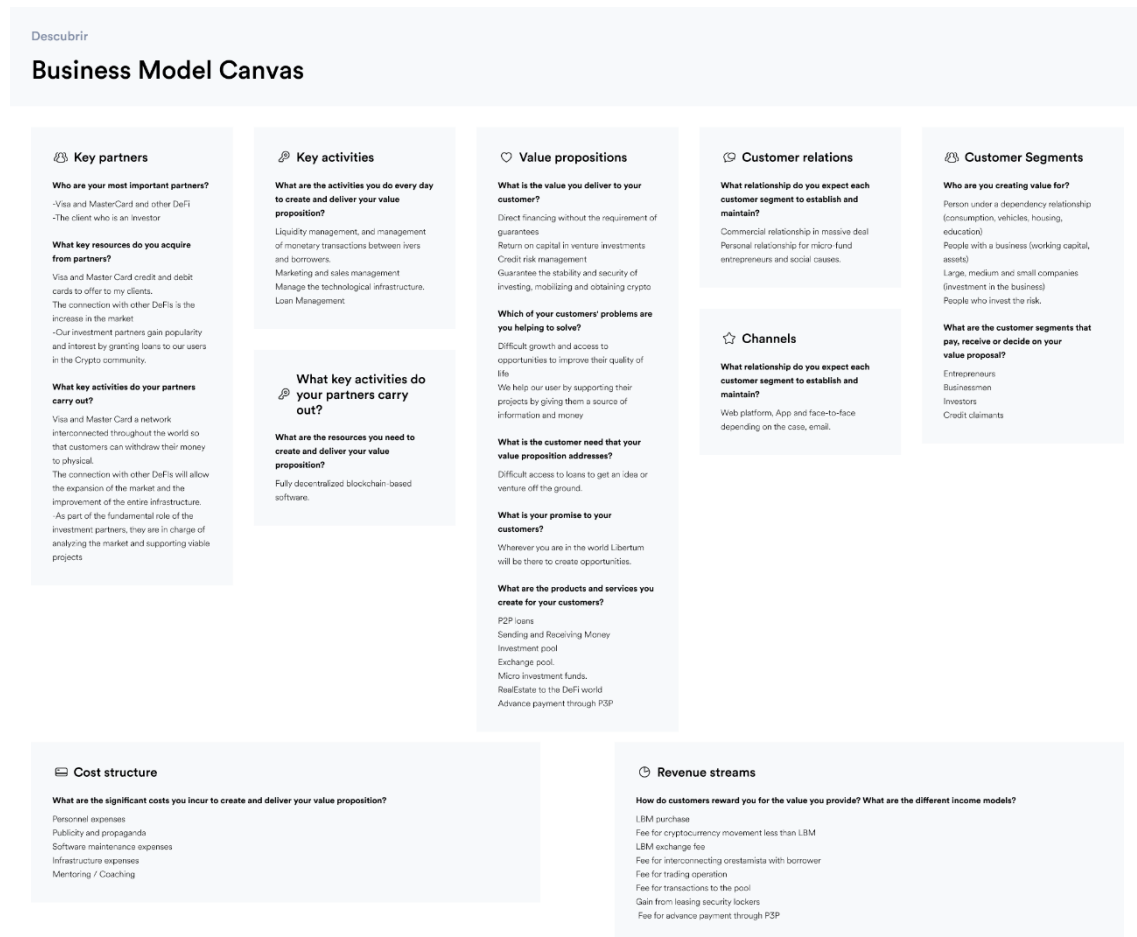 Descubrir
Business Model Canvas
Key partners
Who are your most important partners?
-Visa and MasterCard and other DeFi
-The client who is an Investor
What key resources do you acquire
from partners?
Visa and Master Card credit and debit
cards to offer to my clients.
The connection with other DeFIs is the
increase in the market
-Our investment partners gain popularity
and interest by granting loans to our users
in the Crypto community.
What key activities do your partners
carry out?
Visa and Master Card a network
interconnected throughout the world so
that customers can withdraw their money
to physical.
The connection with other DeFIs will allow
the expansion of the market and the
improvement of the entire infrastructure.
-As part of the fundamental role of the
investment partners, they are in charge of
analyzing the market and supporting viable
projects
Key activities
What are the activities you do every day
to create and deliver your value
proposition?
Liquidity management, and management
of monetary transactions between ivers
and borrowers.
Marketing and sales management
Manage the technological infrastructure.
Loan Management
What key activities do
your partners carry
out?
What are the resources you need to
create and deliver your value
proposition?
Fully decentralized blockchain-based
software.
Value propositions
What is the value you deliver to your
customer?
Direct financing without the requirement of
guarantees
Return on capital in venture investments
Credit risk management
Guarantee the stability and security of
investing, mobilizing and obtaining crypto
Which of your customers' problems are
you helping to solve?
Difficult growth and access to
opportunities to improve their quality of
life
We help our user by supporting their
projects by giving them a source of
information and money
What is the customer need that your
value proposition addresses?
Difficult access to loans to get an idea or
venture off the ground.
What is your promise to your
customers?
Wherever you are in the world Libertum
will be there to create opportunities.
What are the products and services you
create for your customers?
P2P loans
Sending and Receiving Money
Investment pool
Exchange pool.
Micro investment funds.
RealEstate to the DeFi world
Advance payment through P3P
Customer relations
What relationship do you expect each
customer segment to establish and
maintain?
Commercial relationship in massive deal
Personal relationship for micro-fund
entrepreneurs and social causes.
Channels
What relationship do you expect each
customer segment to establish and
maintain?
Web platform, App and face-to-face
depending on the case, email.
Customer Segments
Who are you creating value for?
Person under a dependency relationship
(consumption, vehicles, housing,
education)
People with a business (working capital,
assets)
Large, medium and small companies
(investment in the business)
People who invest the risk.
What are the customer segments that
pay, receive or decide on your
value proposal?
Entrepreneurs
Businessmen
Investors
Credit claimants
Cost structure
What are the significant costs you incur to create and deliver your value proposition?
Personnel expenses
Publicity and propaganda
Software maintenance expenses
Infrastructure expenses
Mentoring / Coaching
Revenue streams
How do customers reward you for the value you provide? What are the different income models?
LBM purchase
Fee for cryptocurrency movement less than LBM
LBM exchange fee
Fee for interconnecting orestamista with borrower
Fee for trading operation
Fee for transactions to the pool
Gain from leasing security lockers
Fee for advance payment through P3P